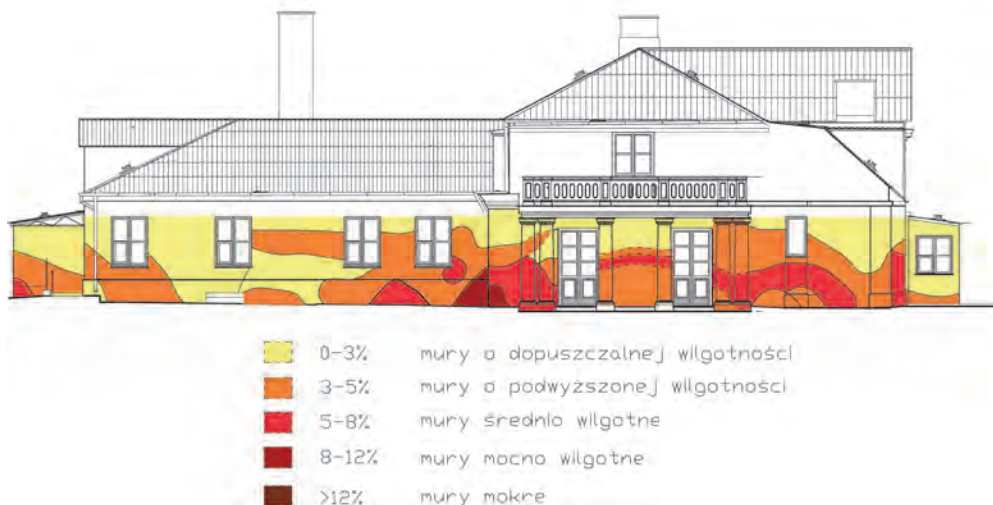 0-3% mury o dopuszczalnej wilgotności
3-5% mury o podwyższonej wilgotności
5-8% mury średnio wilgotne
8-12% mury mocno wilgotne
>12% mury mokre